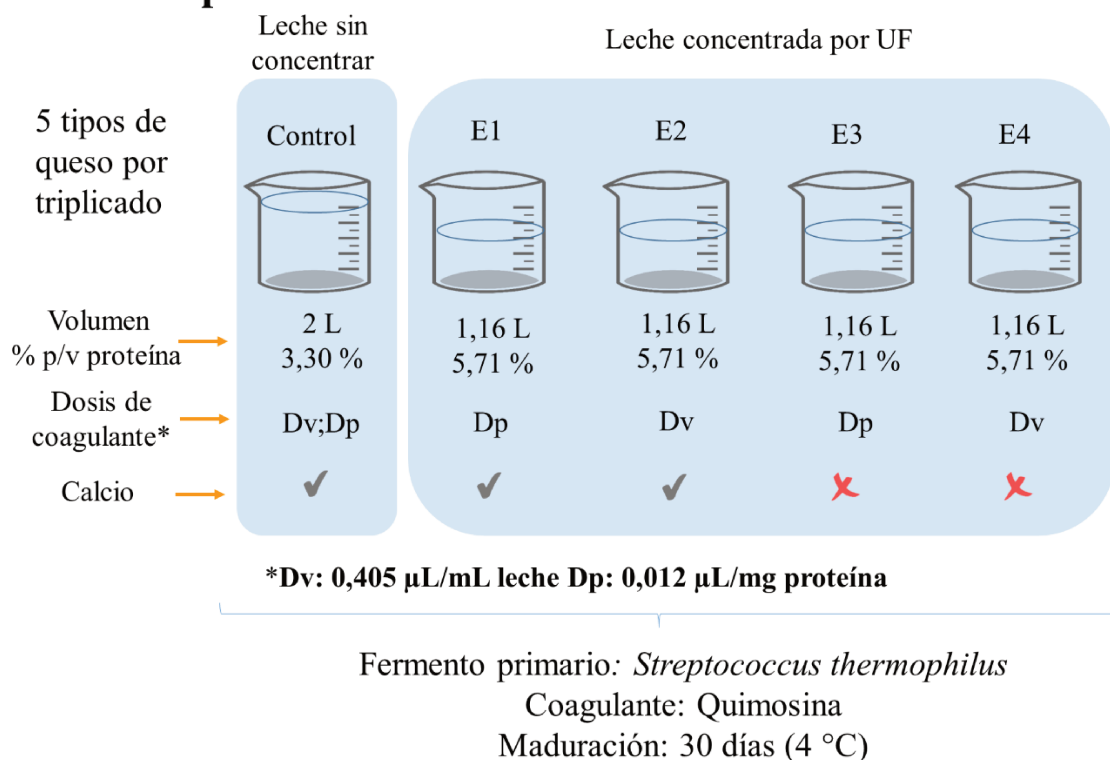 Leche sin
concentrar
Leche concentrada por UF
5 tipos de
queso por
triplicado
Control
E1
E2
E3
E4
Volumen
% p/v proteína
2 L
3,30 %
1,16 L
5,71 %
1,16 L
5,71 %
1,16 L
5,71 %
1,16 L
5,71 %
Dosis de
coagulante*
Dv;Dp
Dp
Dv
Dp
Dv
Calcio
*Dv: 0,405 µL/mL leche Dp: 0,012 µL/mg proteína
Fermento primario: Streptococcus thermophilus
Coagulante: Quimosina
Maduración: 30 días (4 °C)